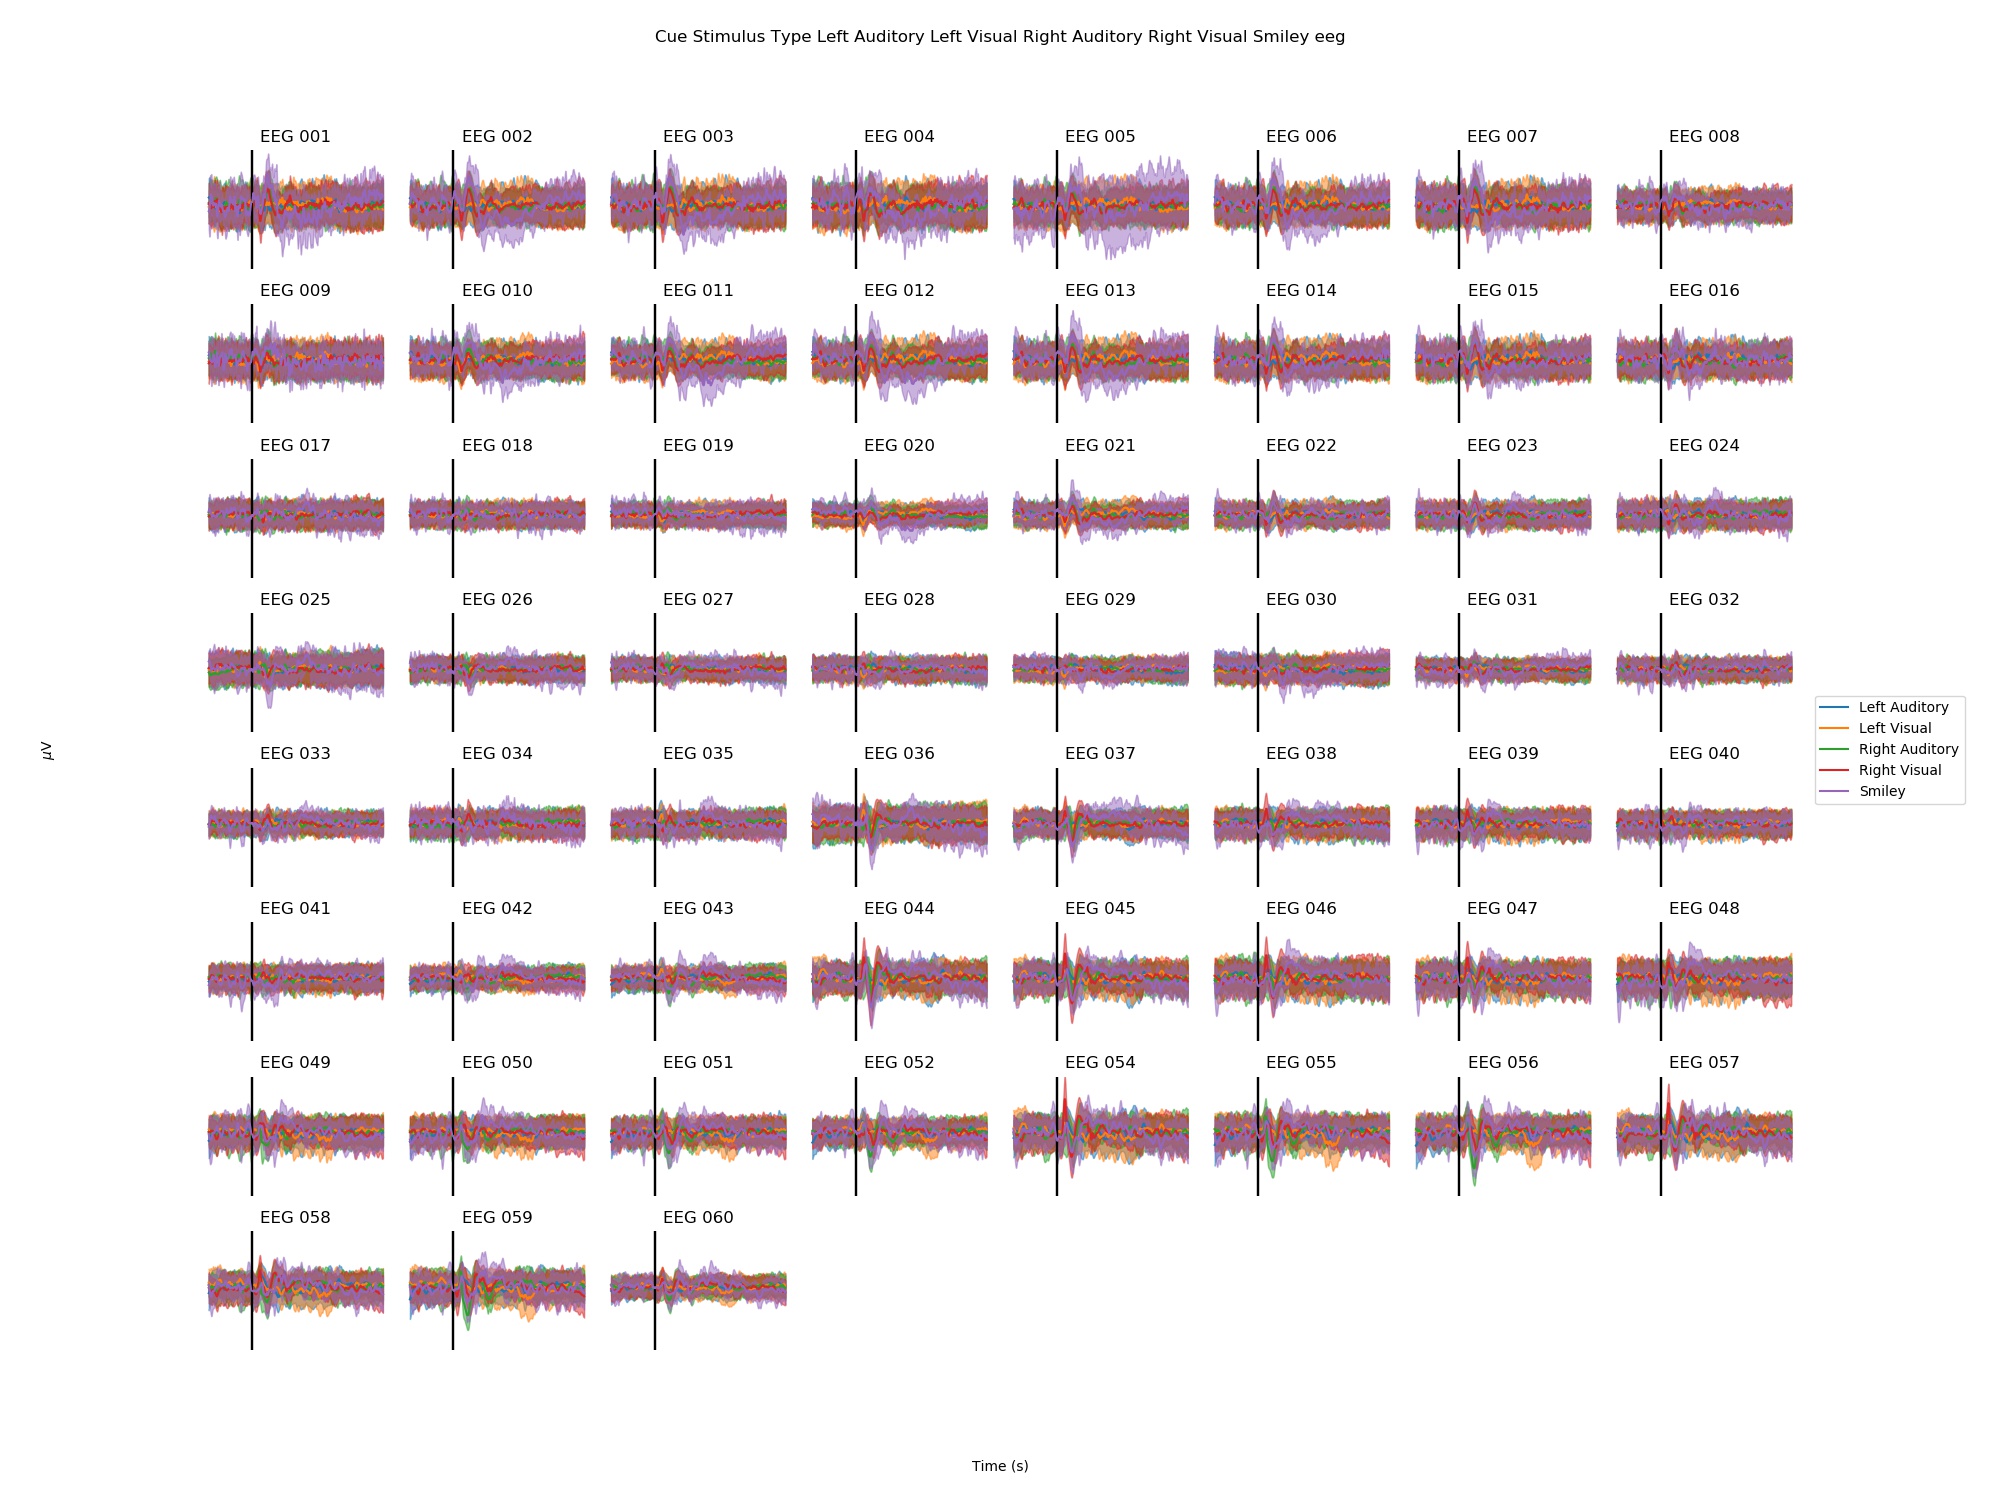 Cue Stimulus Type Left Auditory Left Visual Right Auditory Right Visual Smiley eeg
EEG 001 EEG 002 EEG 003 EEG 004 EEG 005 EEG 006 EEG 007 EEG 008
EEG 009 EEG 010 EEG 011 EEG 012 EEG 013 EEG 014 EEG 015 EEG 016
EEG 017 EEG 018 EEG 019 EEG 020 EEG 021 EEG 022 EEG 023 EEG 024
EEG 025 EEG 026 EEG 027 EEG 028 EEG 029 EEG 030 EEG 031 EEG 032
EEG 033 EEG 034 EEG 035 EEG 036 EEG 037 EEG 038 EEG 039 EEG 040
EEG 041 EEG 042 EEG 043 EEG 044 EEG 045 EEG 046 EEG 047 EEG 048
EEG 049 EEG 050 EEG 051 EEG 052 EEG 054 EEG 055 EEG 056 EEG 057
EEG 058 EEG 059 EEG 060
μV
Left Auditory
Left Visual
Right Auditory
Right Visual
Smiley
Time (s)